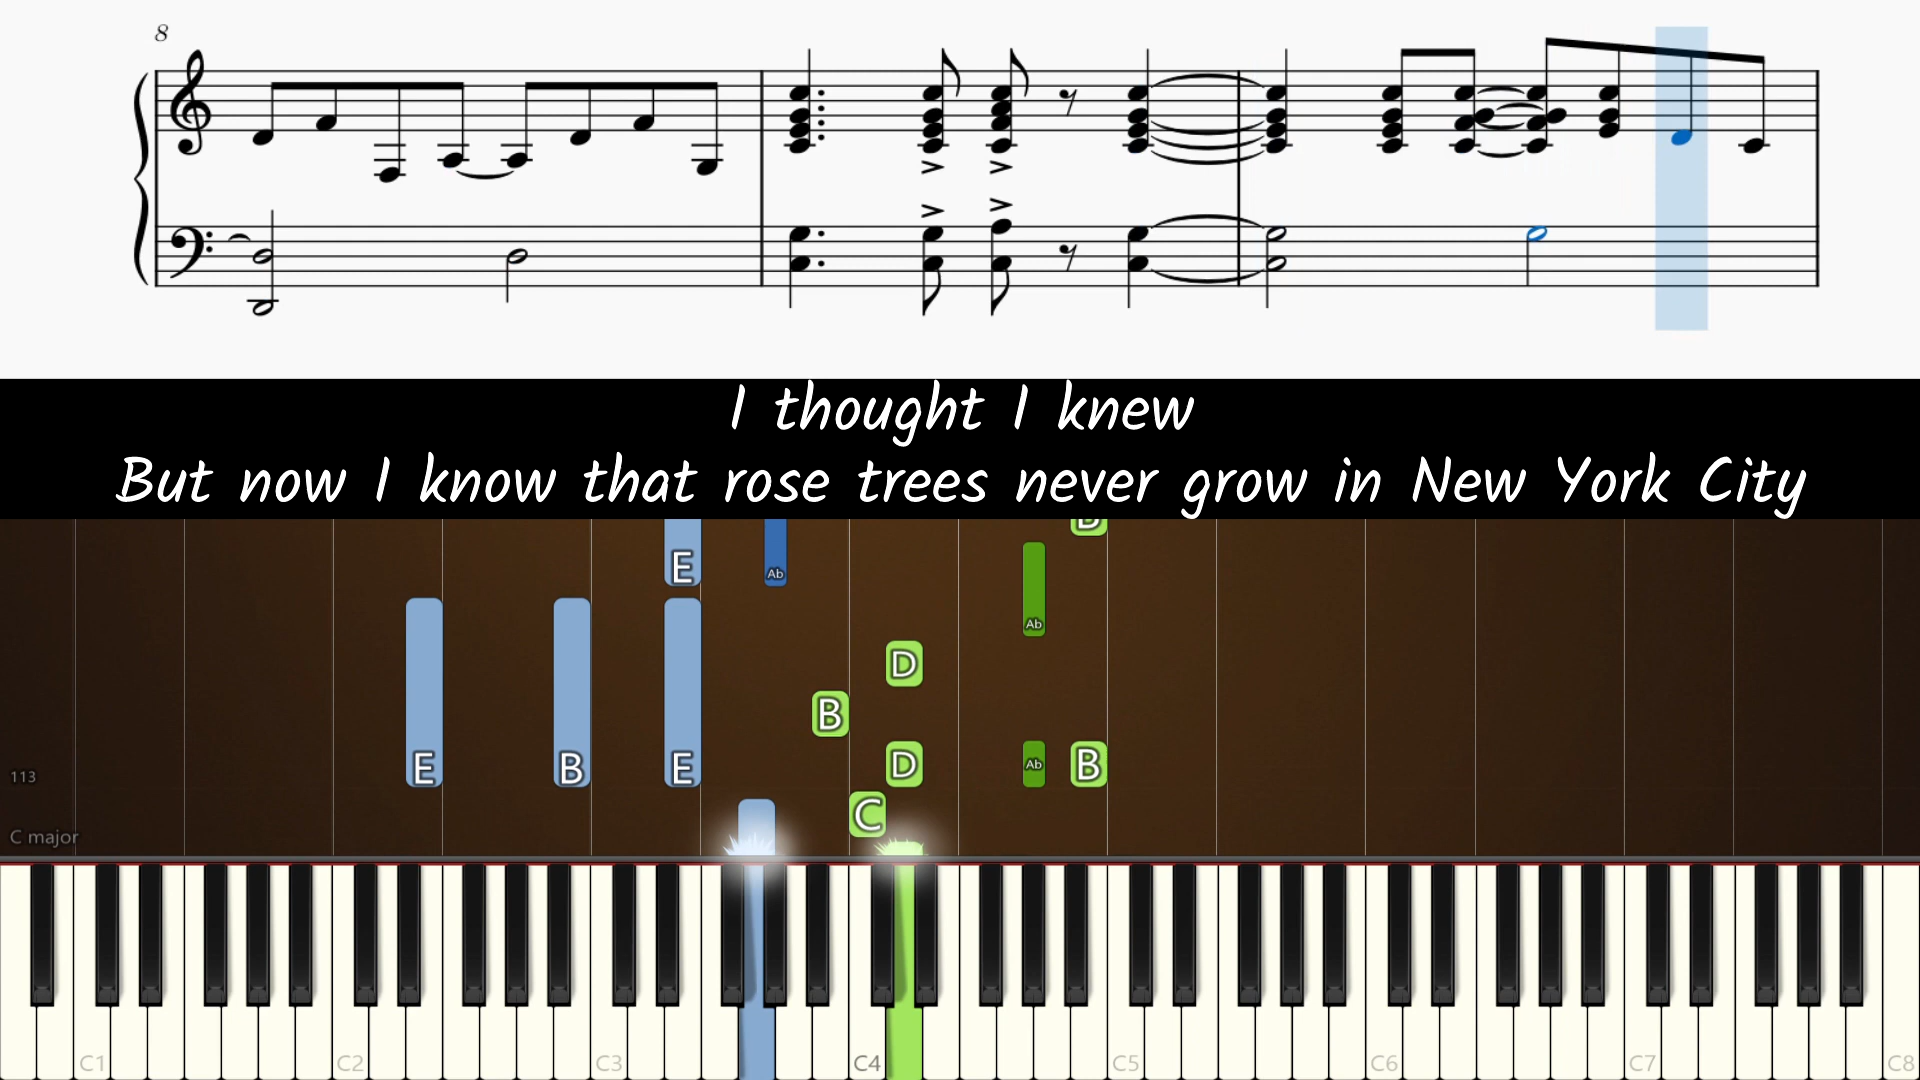 8
I thought I knew
But now I know that rose trees never grow in New York City
D
E
Ab
Ab
D
B
E
B
E
D
Ab
B
113
C
C major
C1
C2
C3
C4
C5
C6
C7
C8